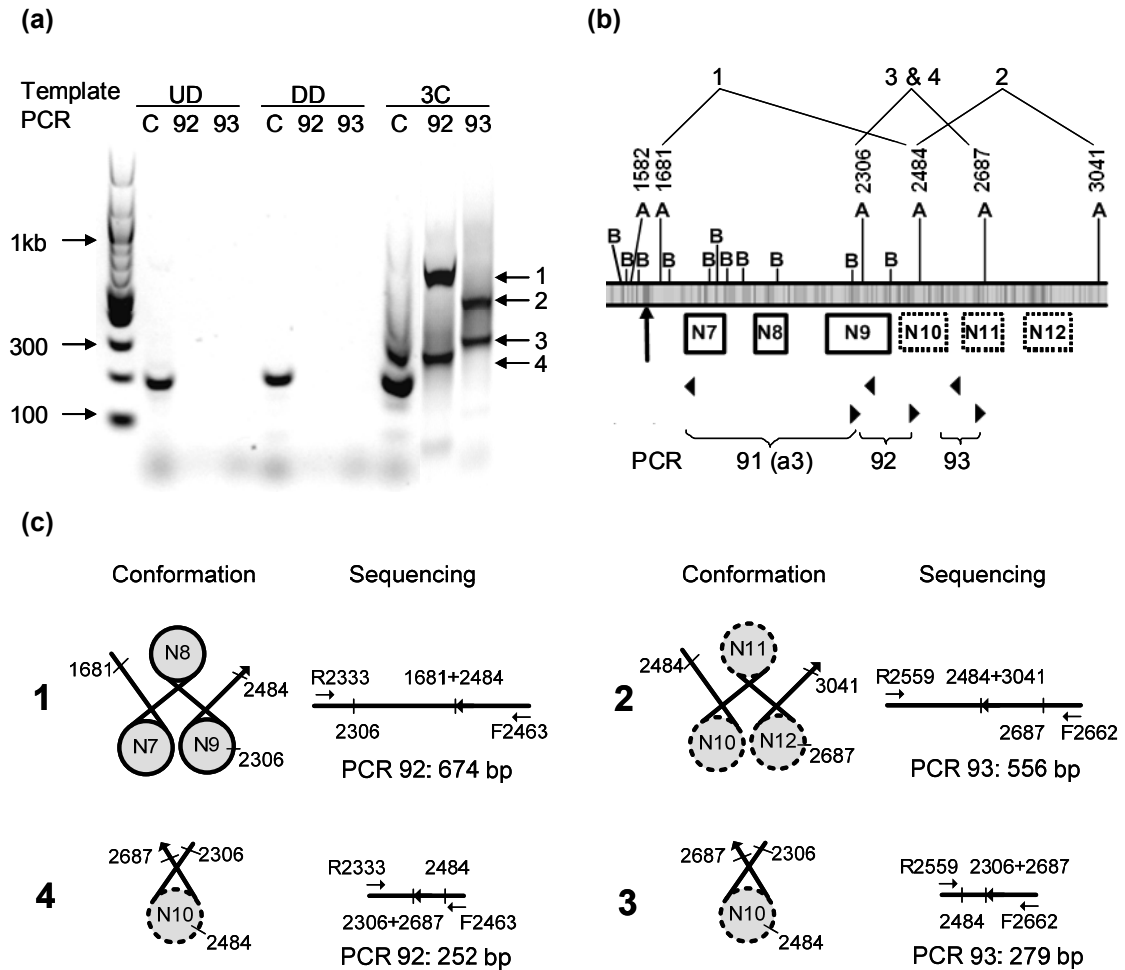 (a)
Template UD DD 3C
PCR C 92 93 C 92 93 C 92 93
1kb
300
100
1
2
3
4
(b)
1 3 & 4 2
1582 1681 2306 2484 2687 3041
A A A A A A
B B B B B B B B B B B
N7 N8 N9 N10 N11 N12
PCR 91 (a3) 92 93
(c)
Conformation Sequencing
1
1681 N8 2484 N7 N9 2306
R2333 1681+2484
2306 F2463
PCR 92: 674 bp
4
2687 2306
N10 2484
R2333 2484
2306+2687 F2463
PCR 92: 252 bp
Conformation Sequencing
2
2484 N11 3041 N10 N12 2687
R2559 2484+3041
2687 F2662
PCR 93: 556 bp
3
2687 2306
N10 2484
R2559 2306+2687
2484 F2662
PCR 93: 279 bp